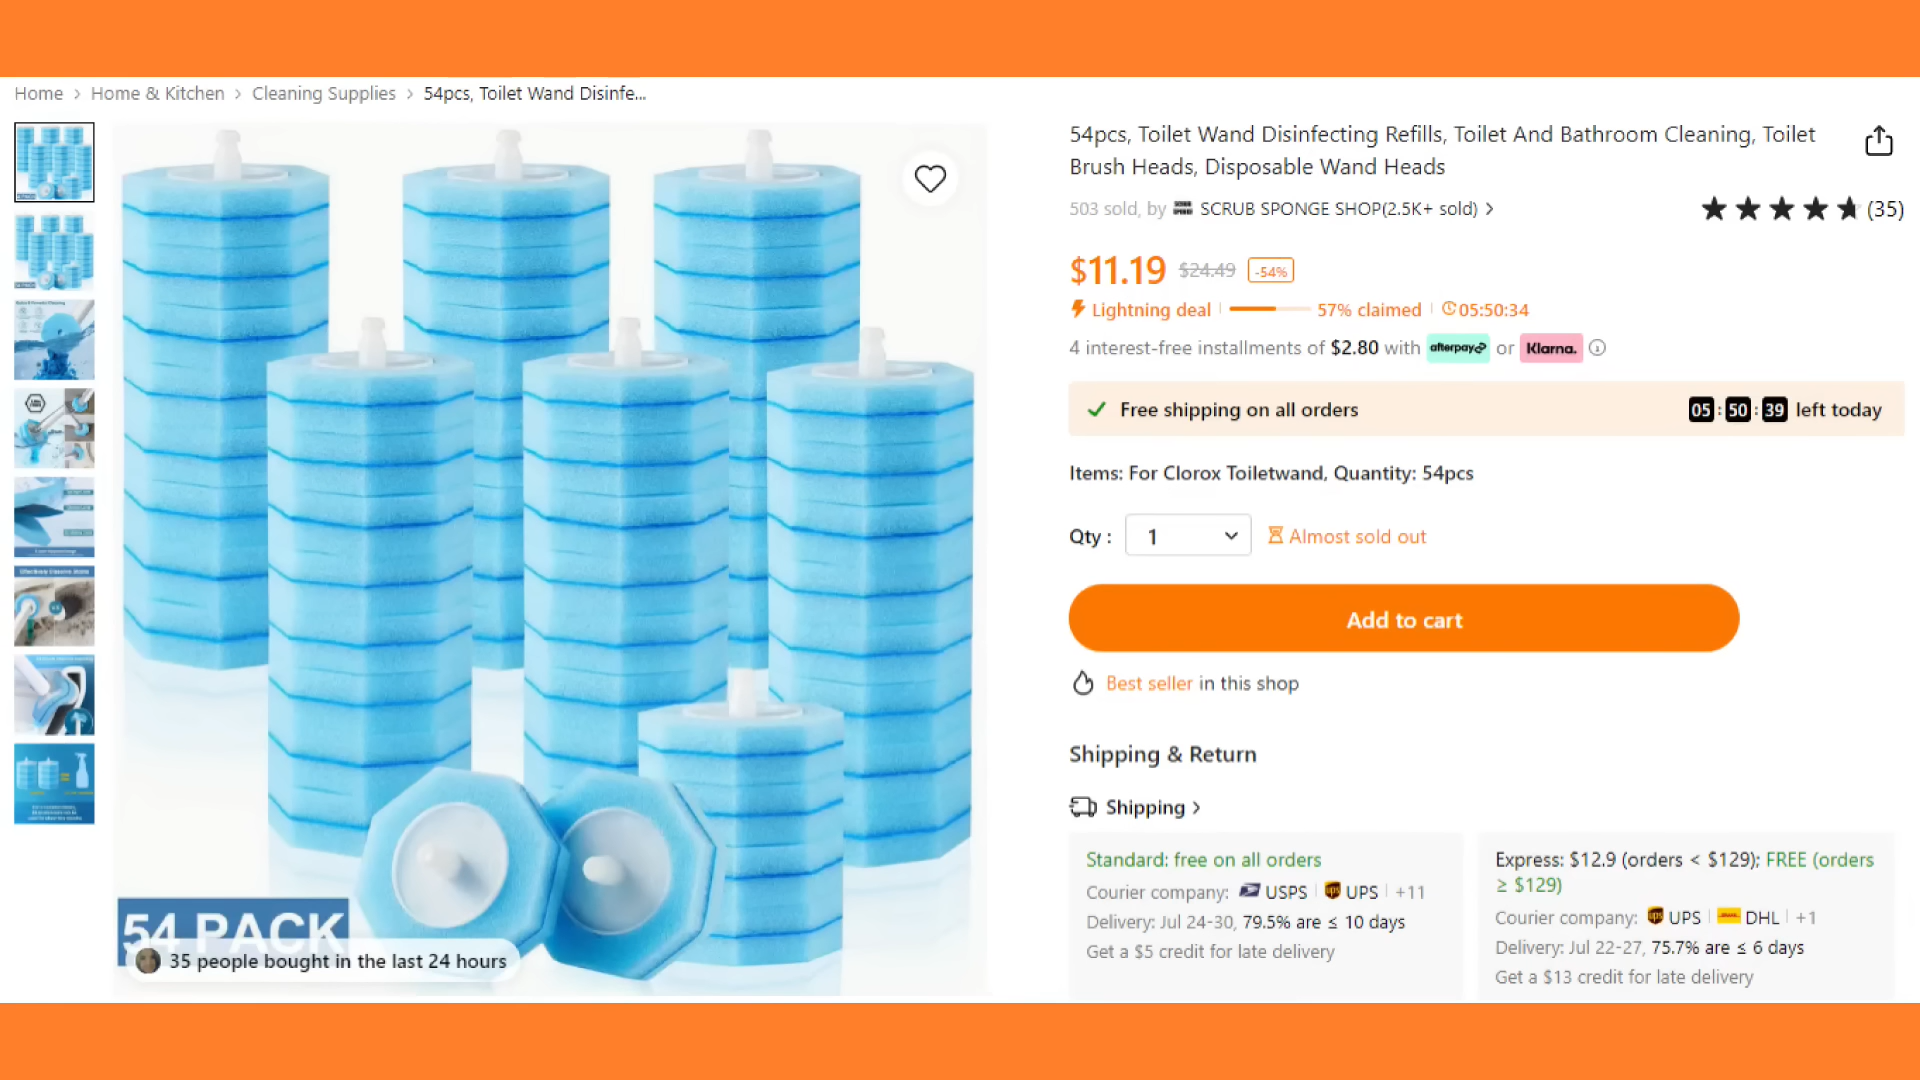 Home > Home & Kitchen > Cleaning Supplies > 54pcs, Toilet Wand Disinfe...
54 PACK
35 people bought in the last 24 hours
54pcs, Toilet Wand Disinfecting Refills, Toilet And Bathroom Cleaning, Toilet
Brush Heads, Disposable Wand Heads
503 sold, by SCRUB SPONGE SHOP(2.5K+ sold) >
(35)
$11.19 $24.49 -54%
Lightning deal 57% claimed 05:50:34
4 interest-free installments of $2.80 with afterpay or Klarna.
Free shipping on all orders 05 : 50 : 39 left today
Items: For Clorox Toiletwand, Quantity: 54pcs
Qty : 1 Almost sold out
Add to cart
Best seller in this shop
Shipping & Return
Shipping >
Standard: free on all orders
Courier company: USPS | UPS | +11
Delivery: Jul 24-30, 79.5% are ≤ 10 days
Get a $5 credit for late delivery
Express: $12.9 (orders < $129); FREE (orders
≥ $129)
Courier company: UPS | DHL | +1
Delivery: Jul 22-27, 75.7% are ≤ 6 days
Get a $13 credit for late delivery